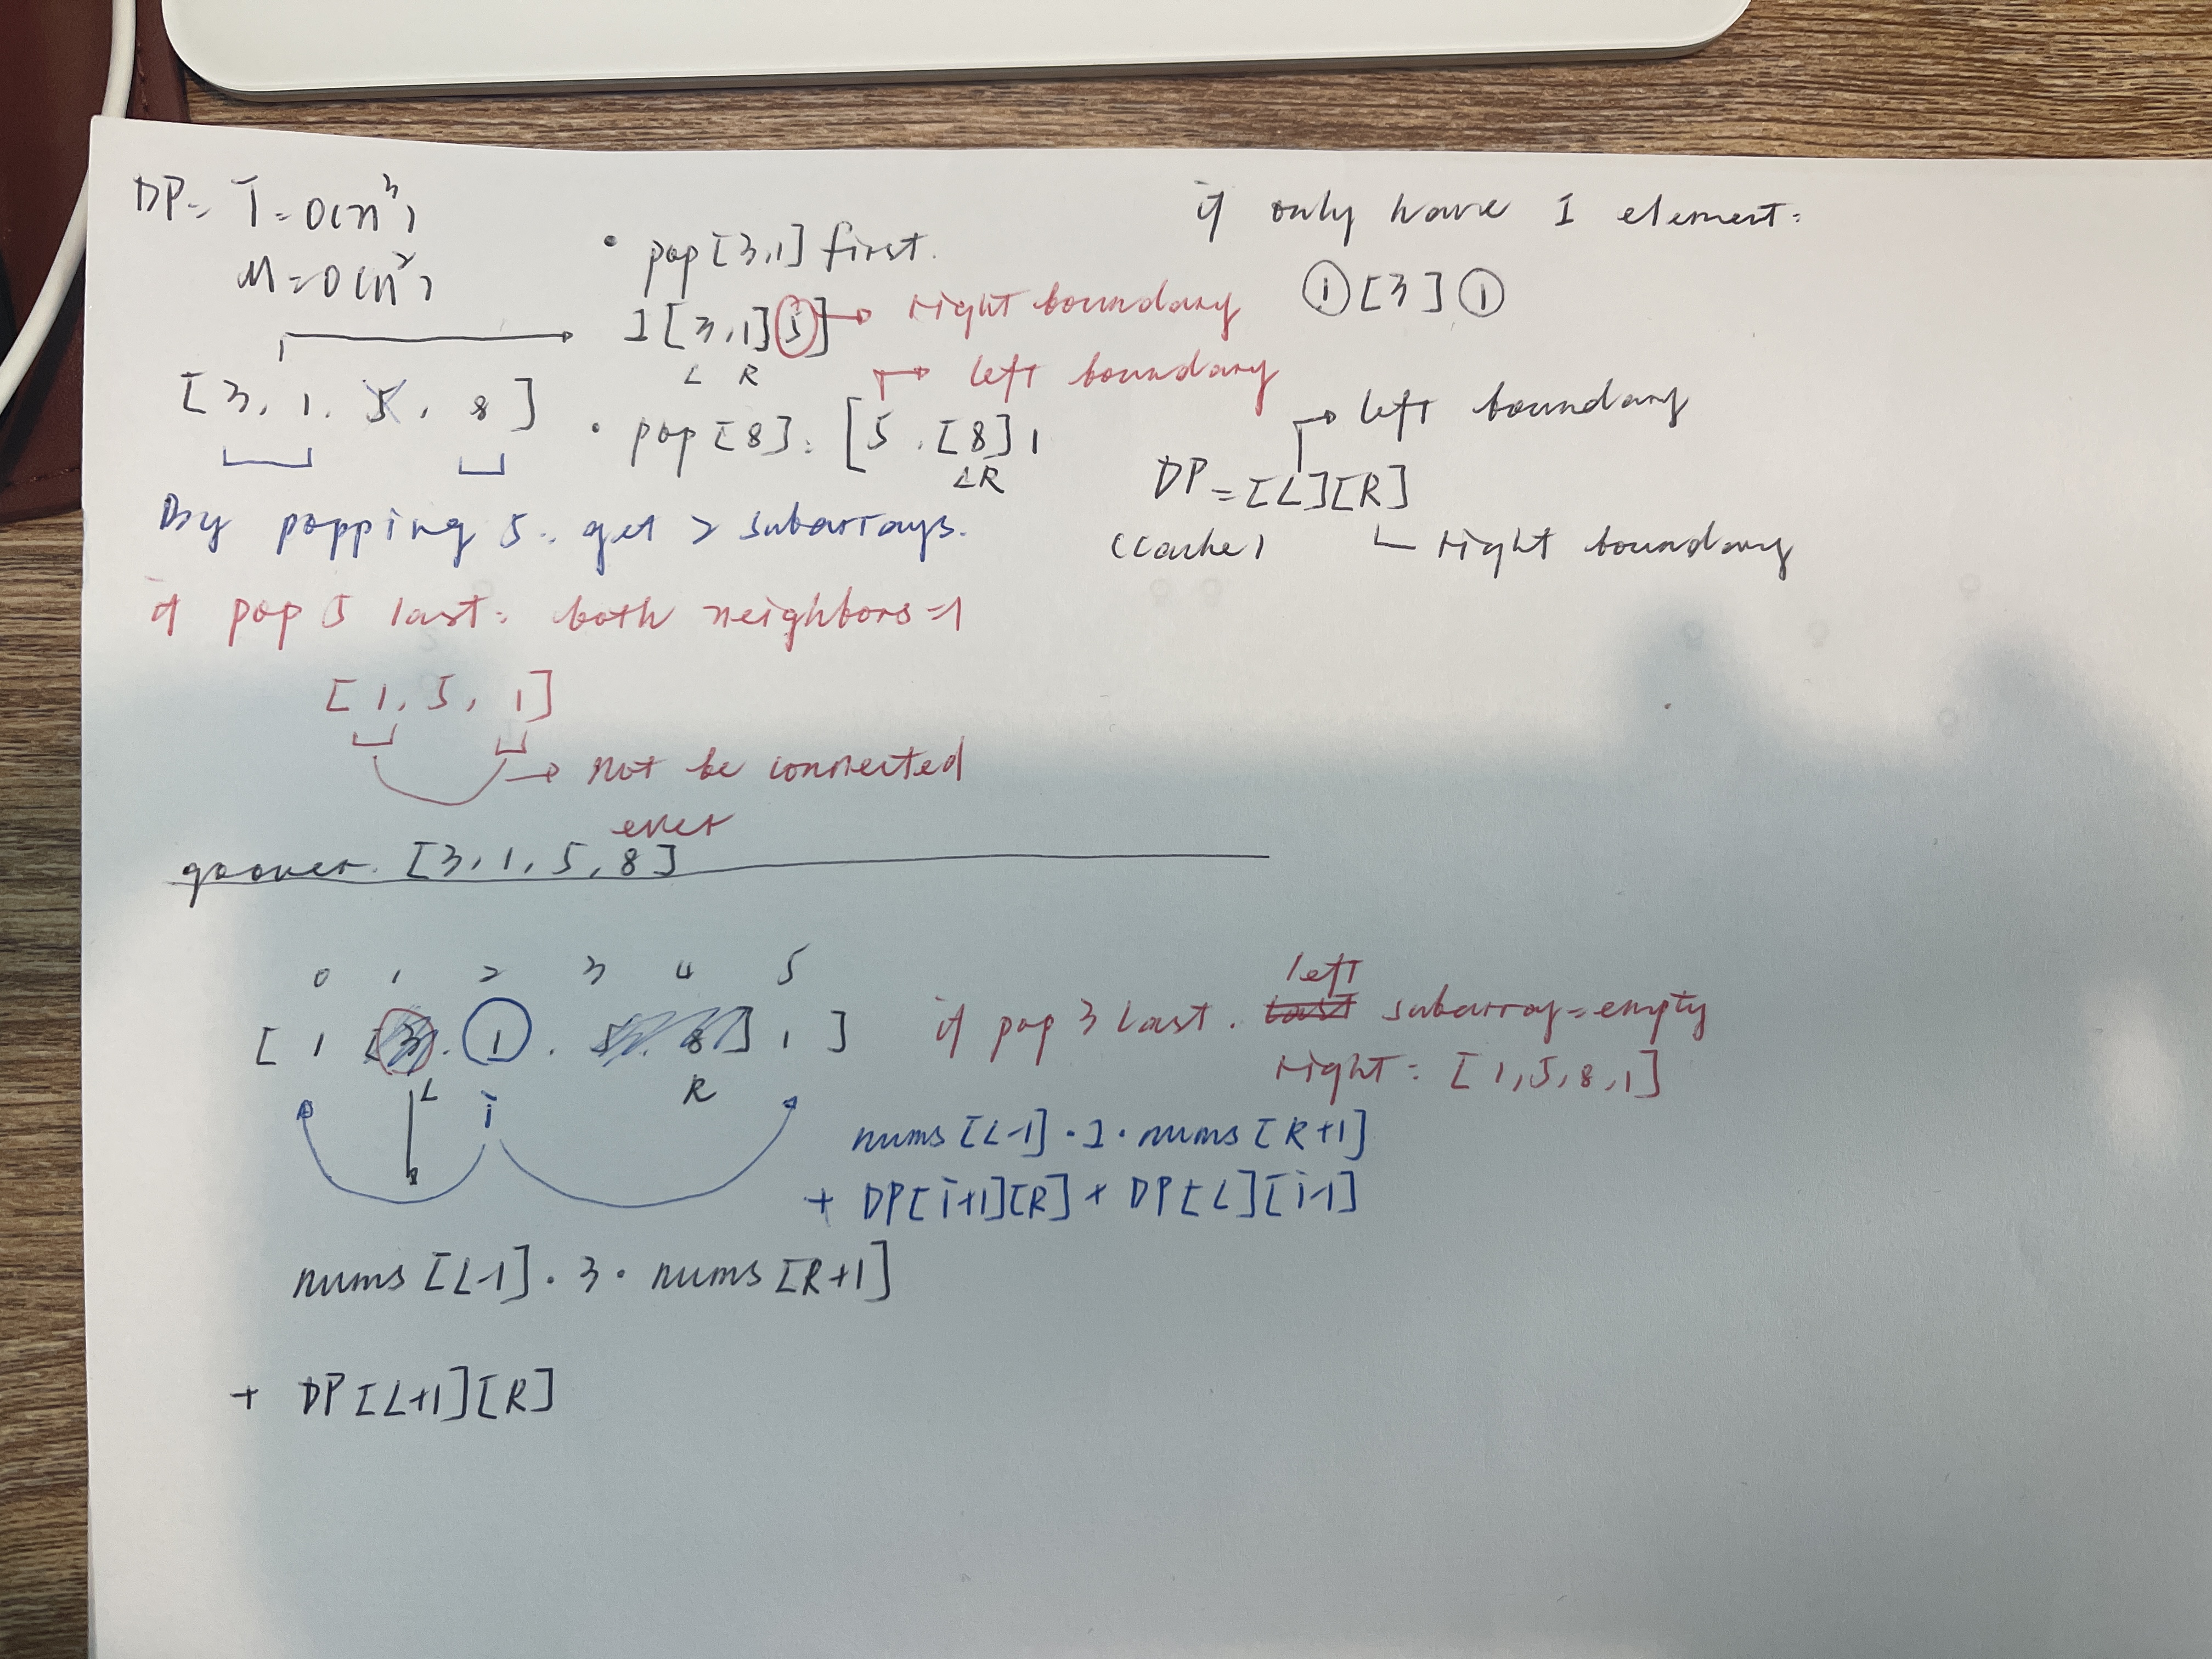 DP= T=O(n³)
M=O(n²)
[3, 1, 5, 8]
By popping 5, get 2 subarrays.
• pop [3,1] first.
1 [3,1] 5] → right boundary
L R
→ left boundary
• pop [8]: [5, [8] 1
LR
if only have 1 element:
1 [3] 1
→ left boundary
DP=[L][R]
(cache)
right boundary
if pop 5 last: both neighbors=1
[1, 5, 1]
→ not be connected
ever
go over [3,1,5,8]
0 1 2 3 4 5
[1 [3, 1, 5, 8] 1]
L i R
if pop 3 last. last left subarray=empty
right: [1,5,8,1]
nums[L-1]·1·nums[R+1]
+ DP[i+1][R] + DP[L][i-1]
nums[L-1]·3·nums[R+1]
+ DP[L+1][R]